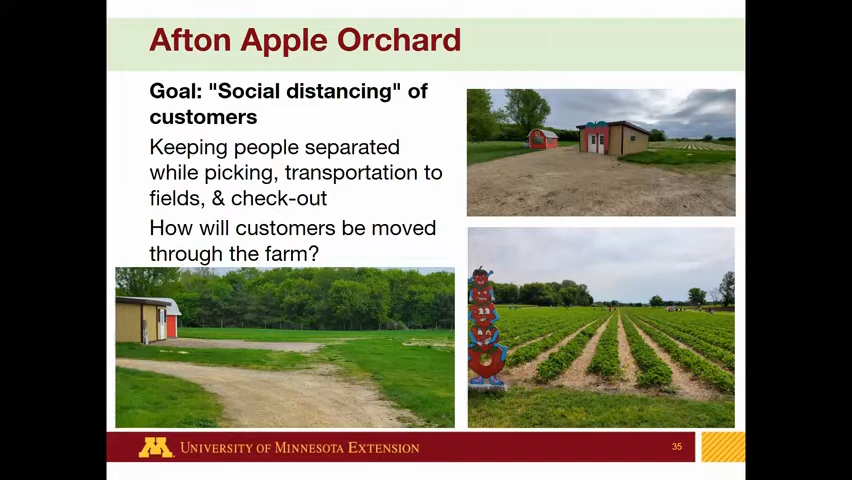 Afton Apple Orchard
Goal: "Social distancing" of
customers
Keeping people separated
while picking, transportation to
fields, & check-out
How will customers be moved
through the farm?
UNIVERSITY OF MINNESOTA EXTENSION
35